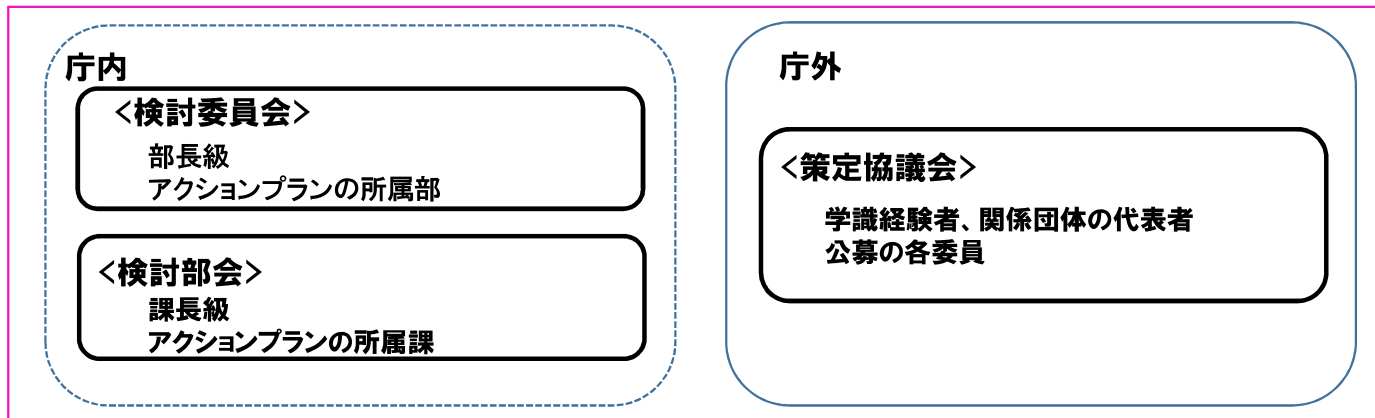 庁内
＜検討委員会＞
部長級
アクションプランの所属部
＜検討部会＞
課長級
アクションプランの所属課
庁外
＜策定協議会＞
学識経験者、関係団体の代表者
公募の各委員